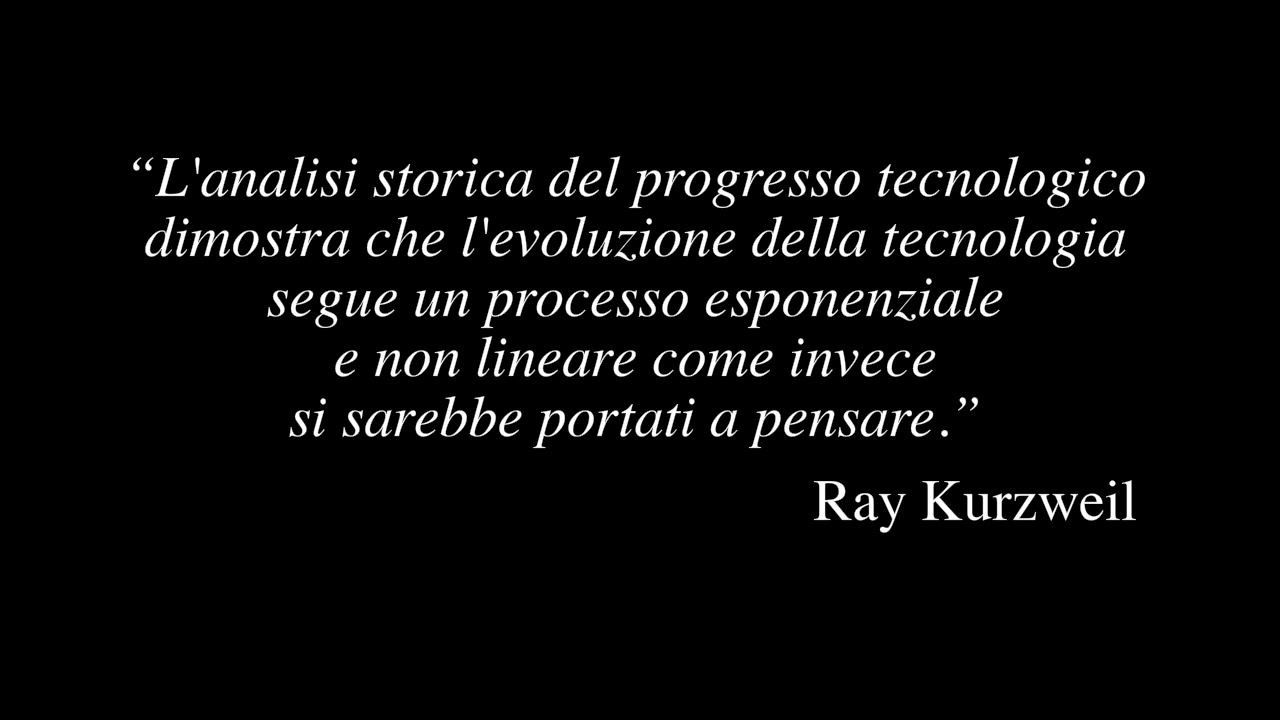 “L'analisi storica del progresso tecnologico
dimostra che l'evoluzione della tecnologia
segue un processo esponenziale
e non lineare come invece
si sarebbe portati a pensare.”
Ray Kurzweil